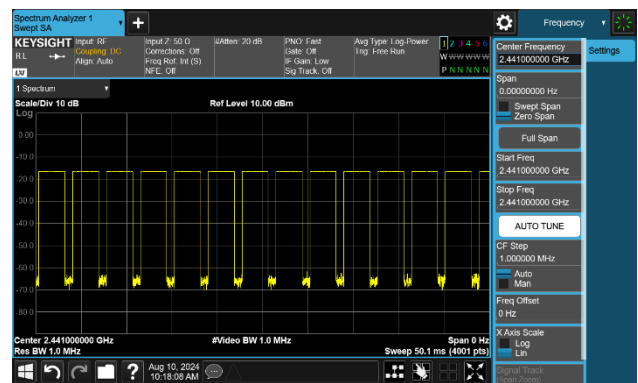 Spectrum Analyzer 1
Swept SA
+
Frequency
KEYSIGHT
RL
LU
Input: RF
Coupling: DC
Align: Auto
Input Z: 50 Ω
Corrections: Off
Freq Ref: Int (S)
NFE: Off
#Atten: 20 dB
PNO: Fast
Gate: Off
IF Gain: Low
Sig Track: Off
Avg Type: Log-Power
Trig: Free Run
1 2 3 4 5 6
W W W W W W
P N N N N N
Center Frequency
2.441000000 GHz
Settings
Span
0.00000000 Hz
Swept Span
Zero Span
Full Span
Start Freq
2.441000000 GHz
Stop Freq
2.441000000 GHz
AUTO TUNE
CF Step
1.000000 MHz
Auto
Man
Freq Offset
0 Hz
X Axis Scale
Log
Lin
Signal Track
(Span Zoom)
1 Spectrum
Scale/Div 10 dB
Ref Level 10.00 dBm
Log
0.00
-10.0
-20.0
-30.0
-40.0
-50.0
-60.0
-70.0
-80.0
Center 2.441000000 GHz
#Video BW 1.0 MHz
Span 0 Hz
Res BW 1.0 MHz
Sweep 50.1 ms (4001 pts)
?
Aug 10, 2024
10:18:08 AM